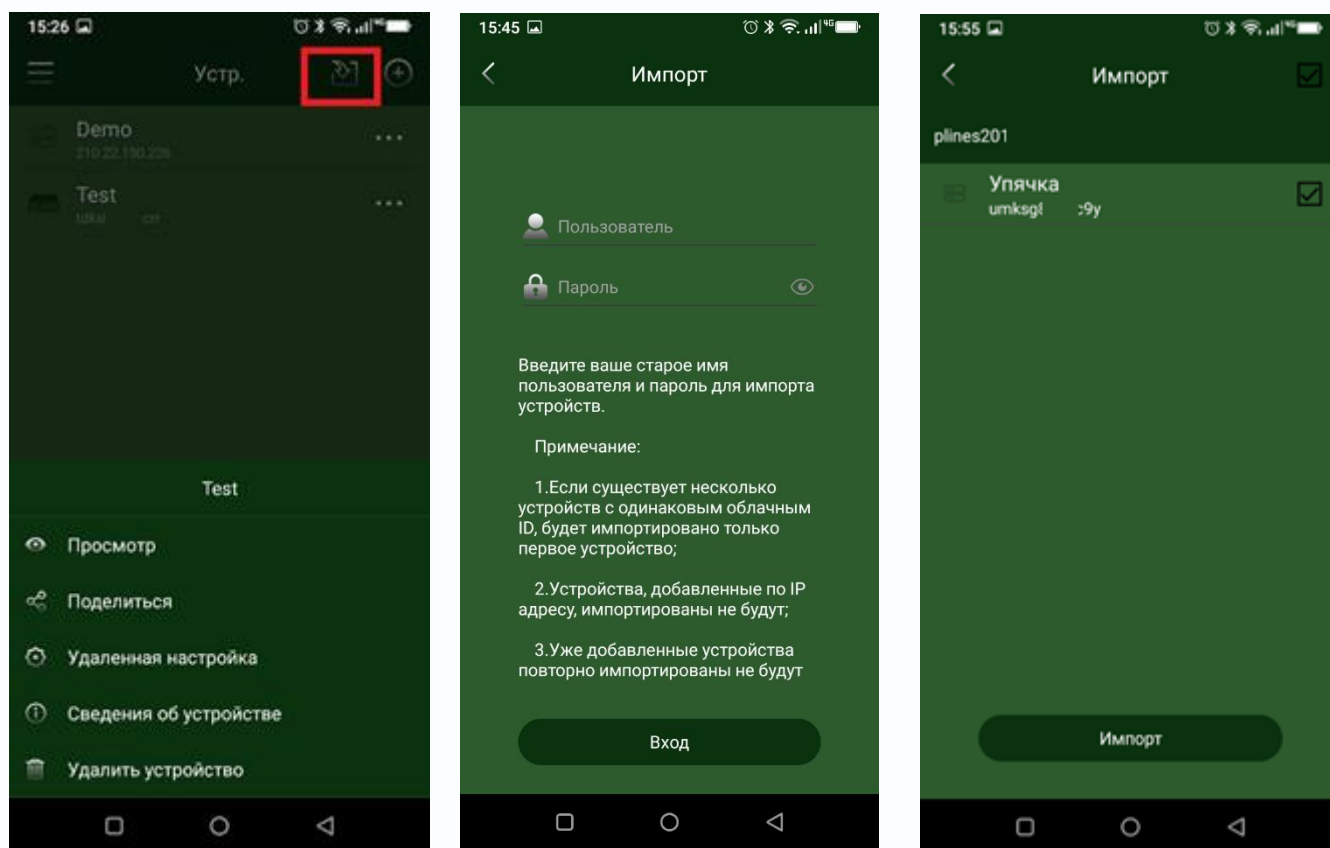 15:26
4G
Устр.
Demo
210.22.150.226
Test
Test
Просмотр
Поделиться
Удаленная настройка
Сведения об устройстве
Удалить устройство
15:45
4G
Импорт
Пользователь
Пароль
Введите ваше старое имя
пользователя и пароль для импорта
устройств.
Примечание:
1.Если существует несколько
устройств с одинаковым облачным
ID, будет импортировано только
первое устройство;
2.Устройства, добавленные по IP
адресу, импортированы не будут;
3.Уже добавленные устройства
повторно импортированы не будут
Вход
15:55
4G
Импорт
plines201
Упячка
Импорт